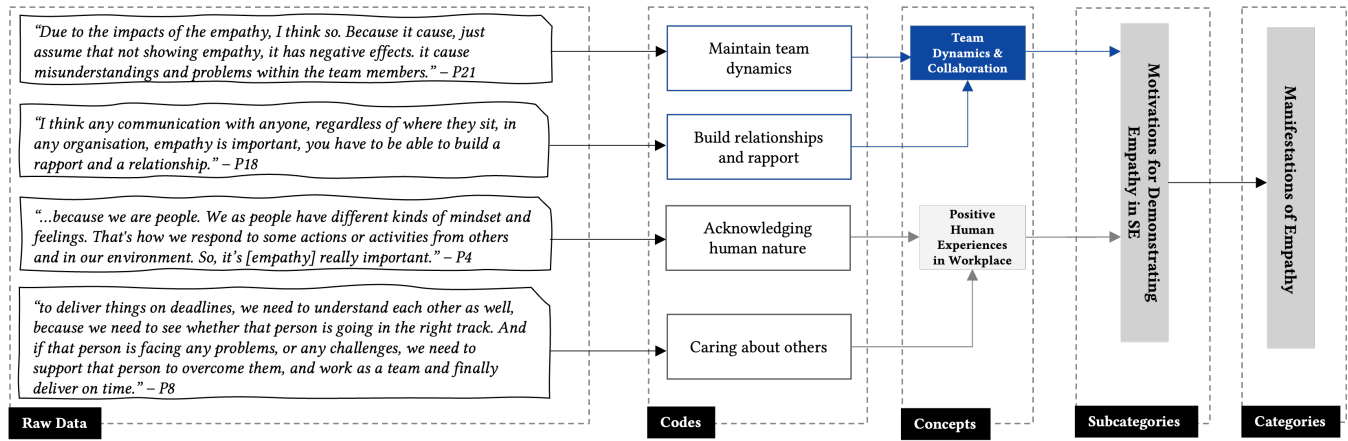 “Due to the impacts of the empathy, I think so. Because it cause, just
assume that not showing empathy, it has negative effects. it cause
misunderstandings and problems within the team members.” – P21
“I think any communication with anyone, regardless of where they sit, in
any organisation, empathy is important, you have to be able to build a
rapport and a relationship.” – P18
“...because we are people. We as people have different kinds of mindset and
feelings. That's how we respond to some actions or activities from others
and in our environment. So, it’s [empathy] really important.” – P4
“to deliver things on deadlines, we need to understand each other as well,
because we need to see whether that person is going in the right track. And
if that person is facing any problems, or any challenges, we need to
support that person to overcome them, and work as a team and finally
deliver on time.” – P8
Raw Data
Maintain team
dynamics
Build relationships
and rapport
Acknowledging
human nature
Caring about others
Codes
Team
Dynamics &
Collaboration
Positive
Human
Experiences
in Workplace
Concepts
Motivations for Demonstrating
Empathy in SE
Subcategories
Manifestations of Empathy
Categories